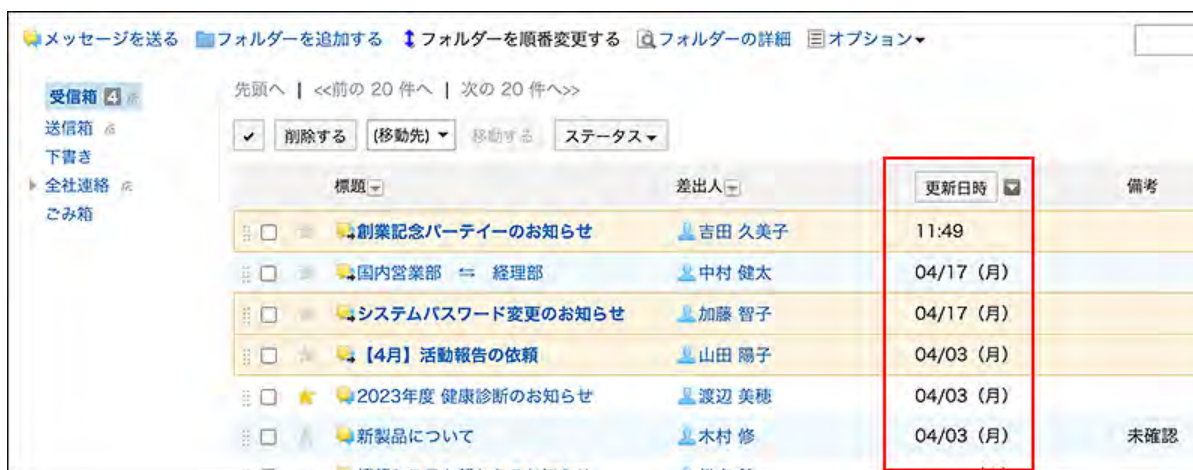 メッセージを送る フォルダーを追加する フォルダーを順番変更する フォルダーの詳細 オプション
受信箱 4
送信箱
下書き
全社連絡
ごみ箱
先頭へ | <<前の 20 件へ | 次の 20 件へ>>
削除する (移動先) 移動する ステータス
標題 差出人 更新日時 備考
創業記念パーテイーのお知らせ 吉田 久美子 11:49
国内営業部 ⇆ 経理部 中村 健太 04/17（月）
システムパスワード変更のお知らせ 加藤 智子 04/17（月）
【4月】活動報告の依頼 山田 陽子 04/03（月）
2023年度 健康診断のお知らせ 渡辺 美穂 04/03（月）
新製品について 木村 修 04/03（月） 未確認